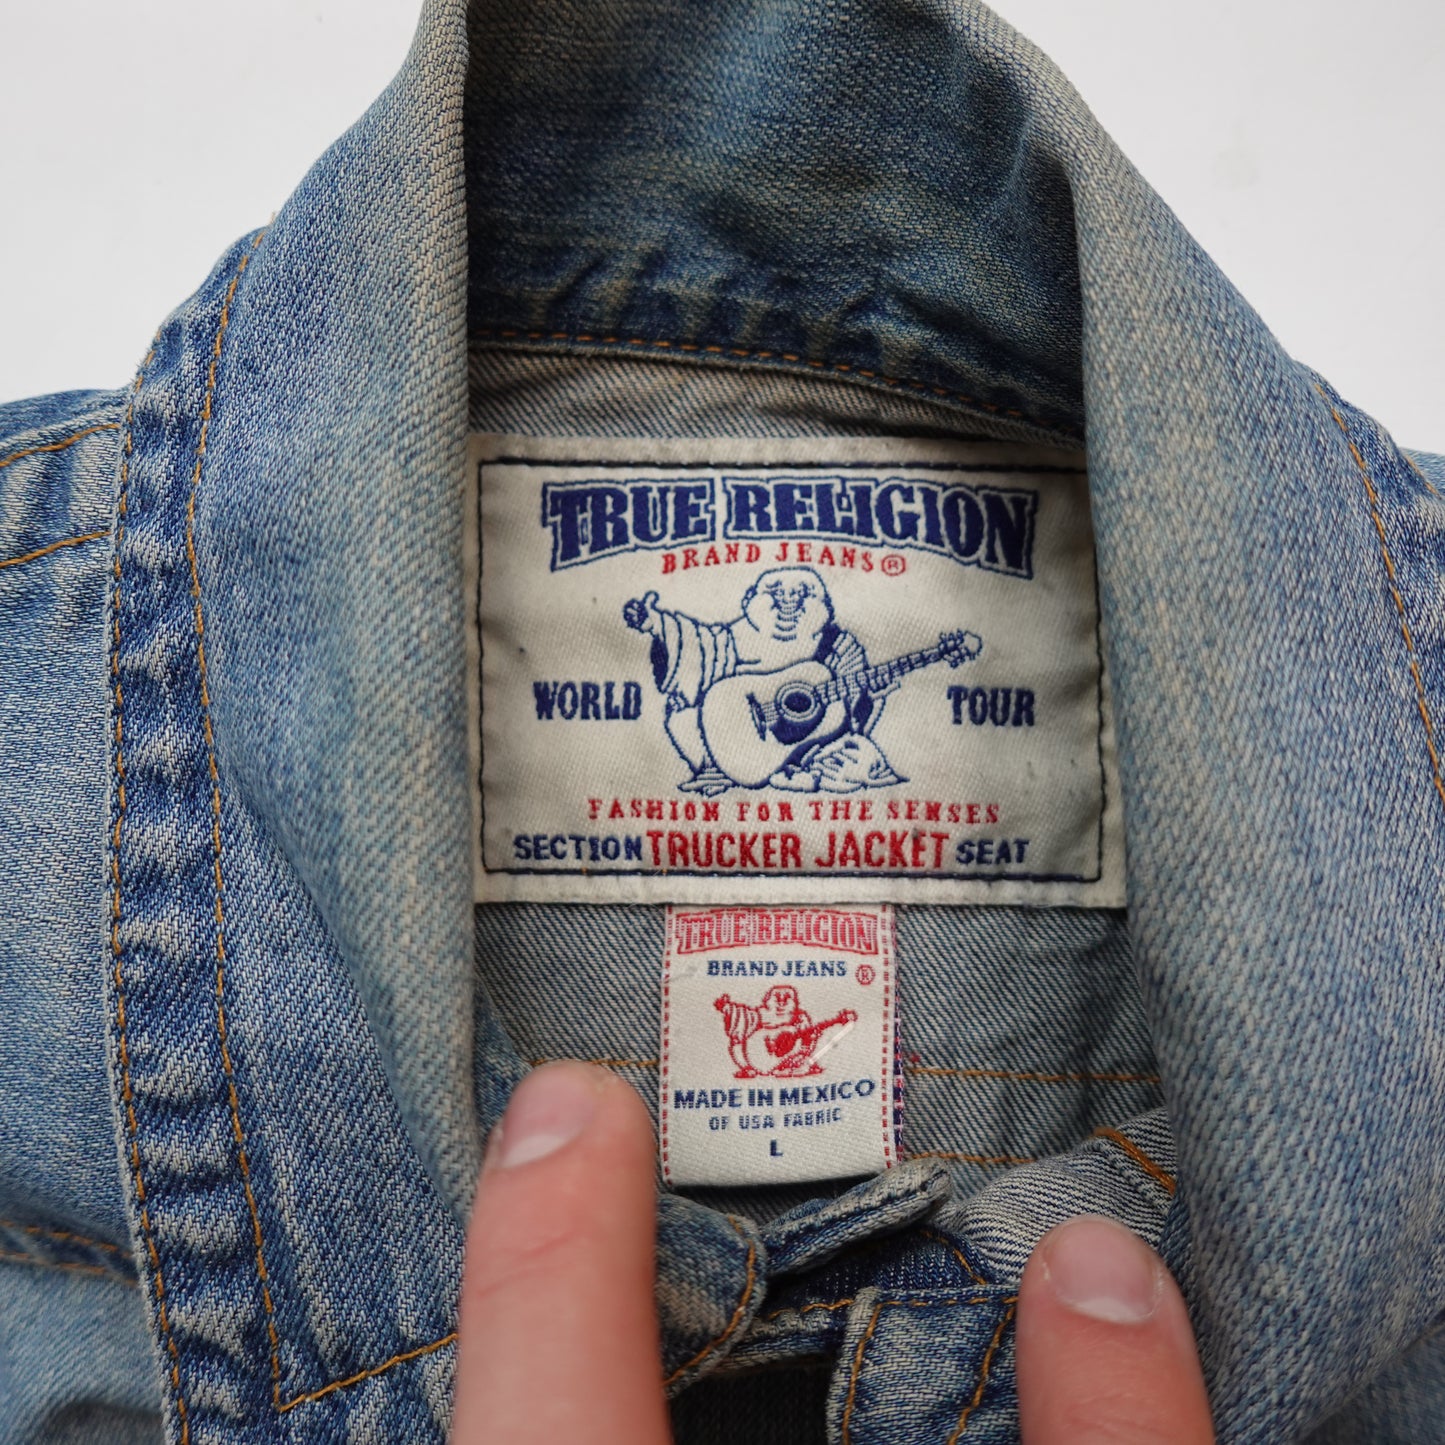 TRUE RELIGION
BRAND JEANS®
WORLD TOUR
FASHION FOR THE SENSES
SECTION TRUCKER JACKET SEAT
TRUE RELIGION
BRAND JEANS ®
MADE IN MEXICO
OF USA FABRIC
L